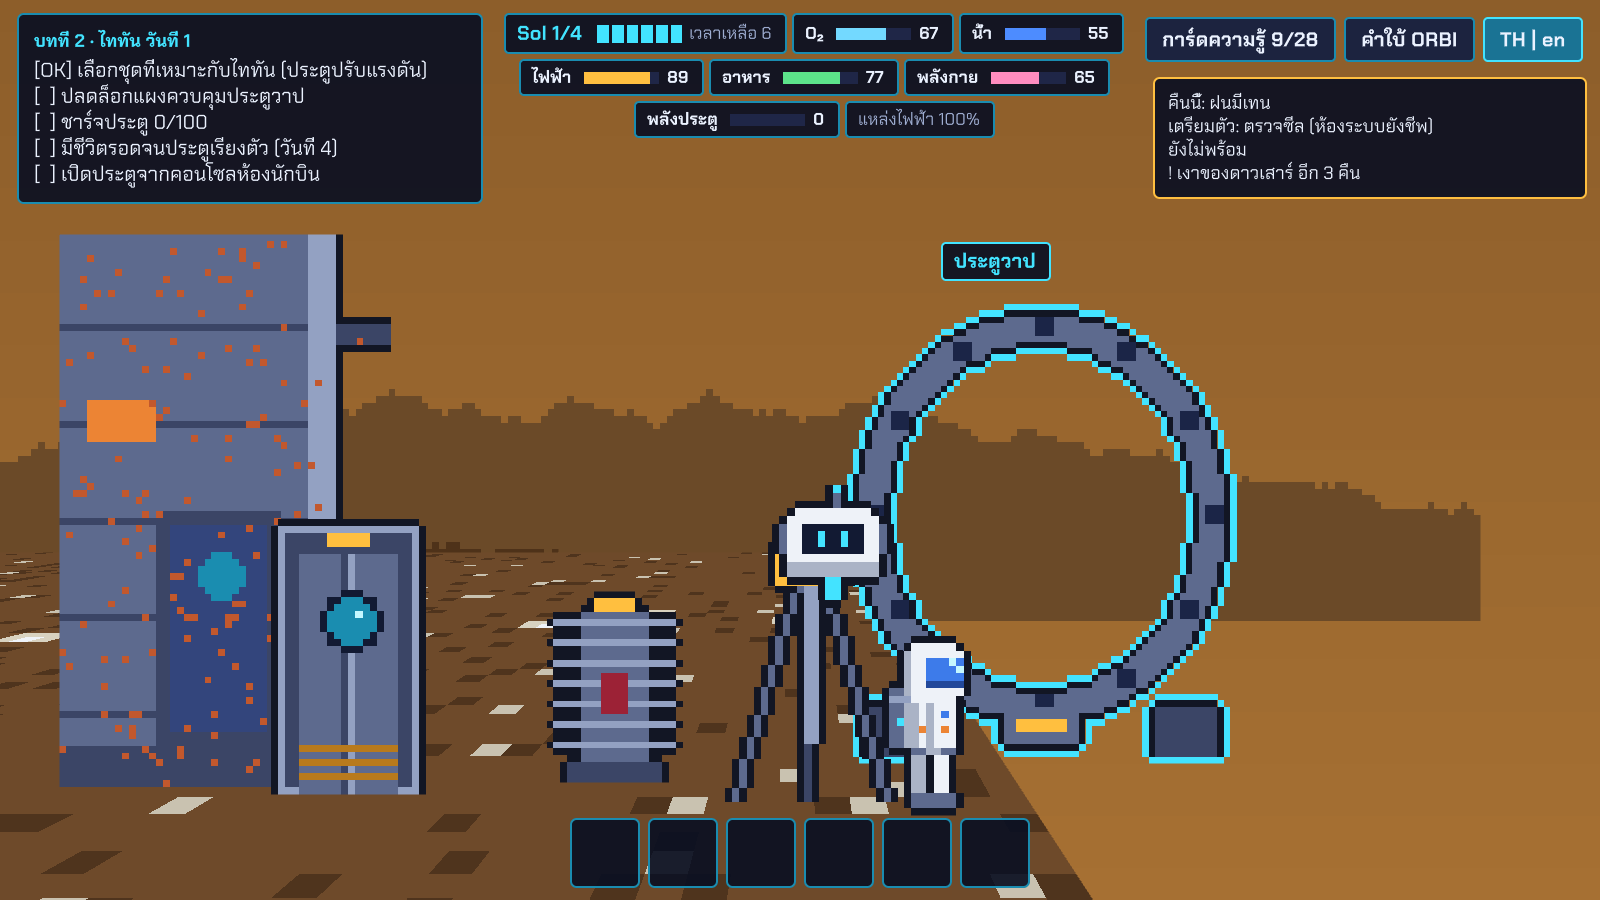 บทที่ 2 · ไททัน วันที่ 1
[OK] เลือกชุดที่เหมาะกับไททัน (ประตูปรับแรงดัน)
[ ] ปลดล็อกแผงควบคุมประตูวาป
[ ] ชาร์จประตู 0/100
[ ] มีชีวิตรอดจนประตูเรียงตัว (วันที่ 4)
[ ] เปิดประตูจากคอนโซลห้องนักบิน
Sol 1/4 เวลาเหลือ 6
O₂ 67
น้ำ 55
ไฟฟ้า 89
อาหาร 77
พลังกาย 65
พลังประตู 0
แหล่งไฟฟ้า 100%
การ์ดความรู้ 9/28
คำใบ้ ORBI
TH | en
คืนนี้: ฝนมีเทน
เตรียมตัว: ตรวจซีล (ห้องระบบยังชีพ)
ยังไม่พร้อม
! เงาของดาวเสาร์ อีก 3 คืน
ประตูวาป